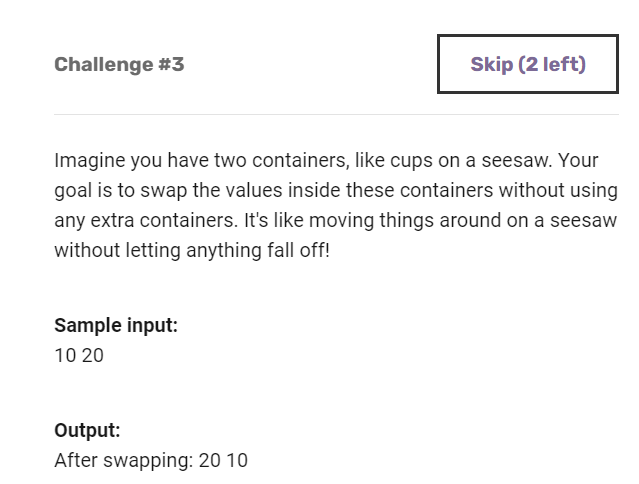 Challenge #3
Skip (2 left)
Imagine you have two containers, like cups on a seesaw. Your
goal is to swap the values inside these containers without using
any extra containers. It's like moving things around on a seesaw
without letting anything fall off!
Sample input:
10 20
Output:
After swapping: 20 10